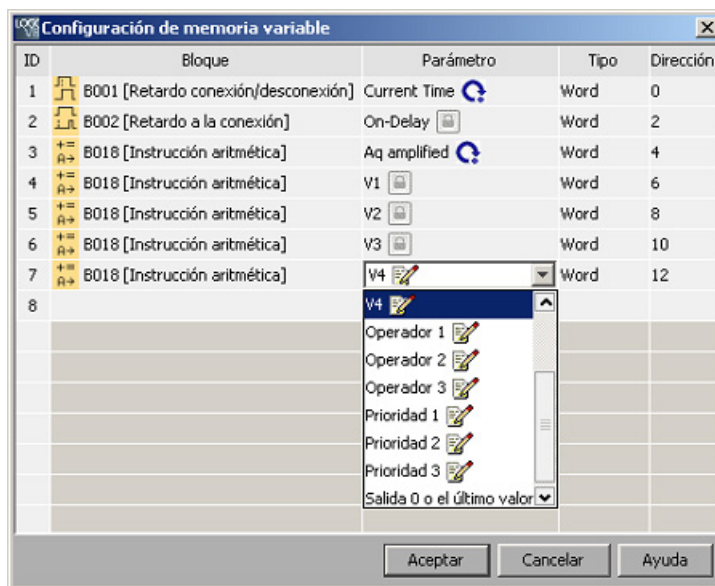 Configuración de memoria variable
ID Bloque Parámetro Tipo Dirección
1 B001 [Retardo conexión/desconexión] Current Time Word 0
2 B002 [Retardo a la conexión] On-Delay Word 2
3 B018 [Instrucción aritmética] Aq amplified Word 4
4 B018 [Instrucción aritmética] V1 Word 6
5 B018 [Instrucción aritmética] V2 Word 8
6 B018 [Instrucción aritmética] V3 Word 10
7 B018 [Instrucción aritmética] V4 Word 12
8 V4
Operador 1
Operador 2
Operador 3
Prioridad 1
Prioridad 2
Prioridad 3
Salida 0 o el último valor
Aceptar Cancelar Ayuda